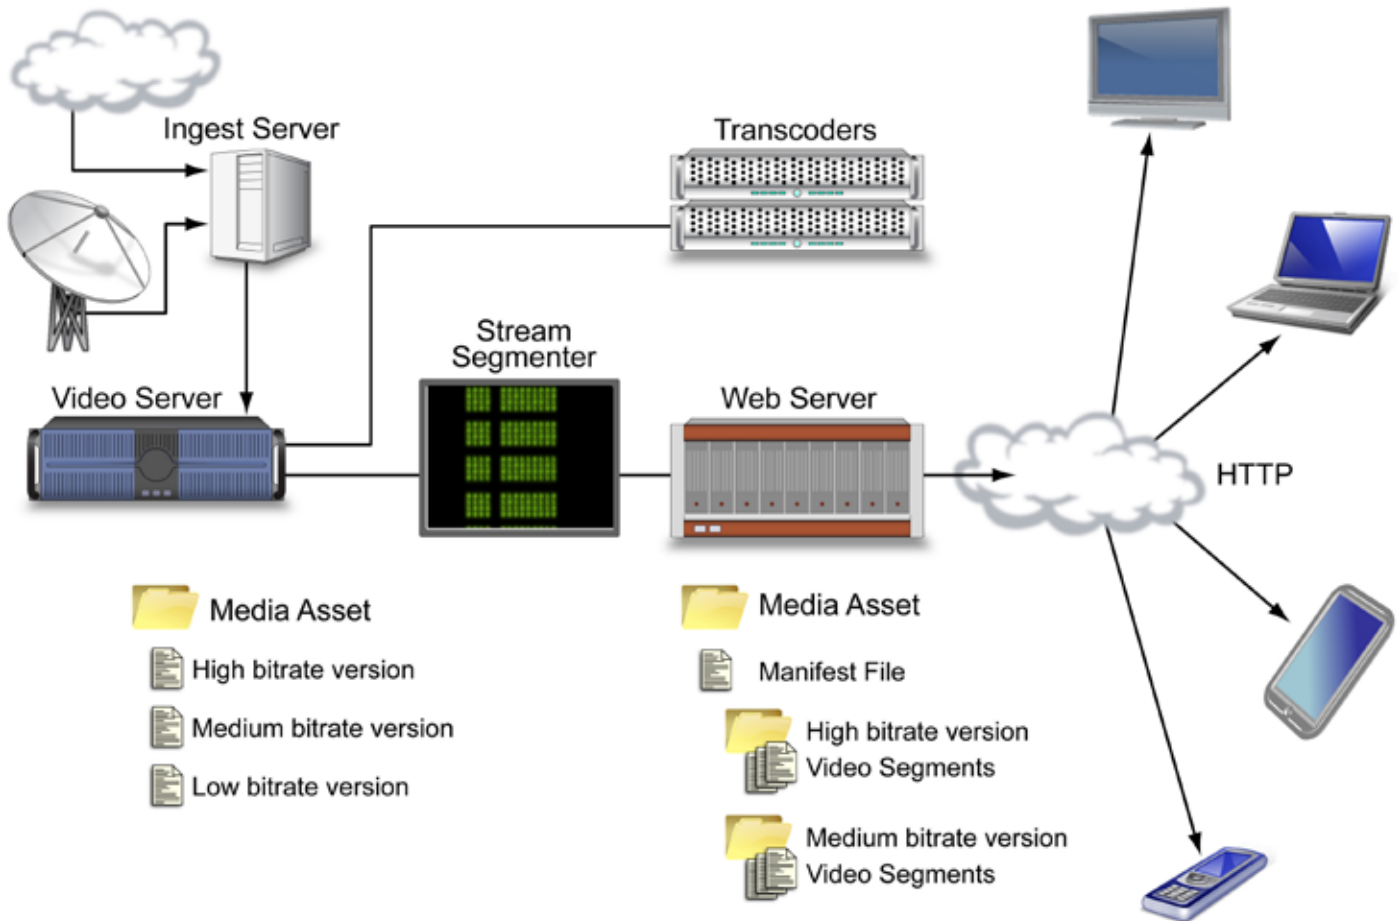 Ingest Server
Transcoders
Stream
Segmenter
Video Server
Web Server
HTTP
Media Asset
High bitrate version
Medium bitrate version
Low bitrate version
Media Asset
Manifest File
High bitrate version
Video Segments
Medium bitrate version
Video Segments